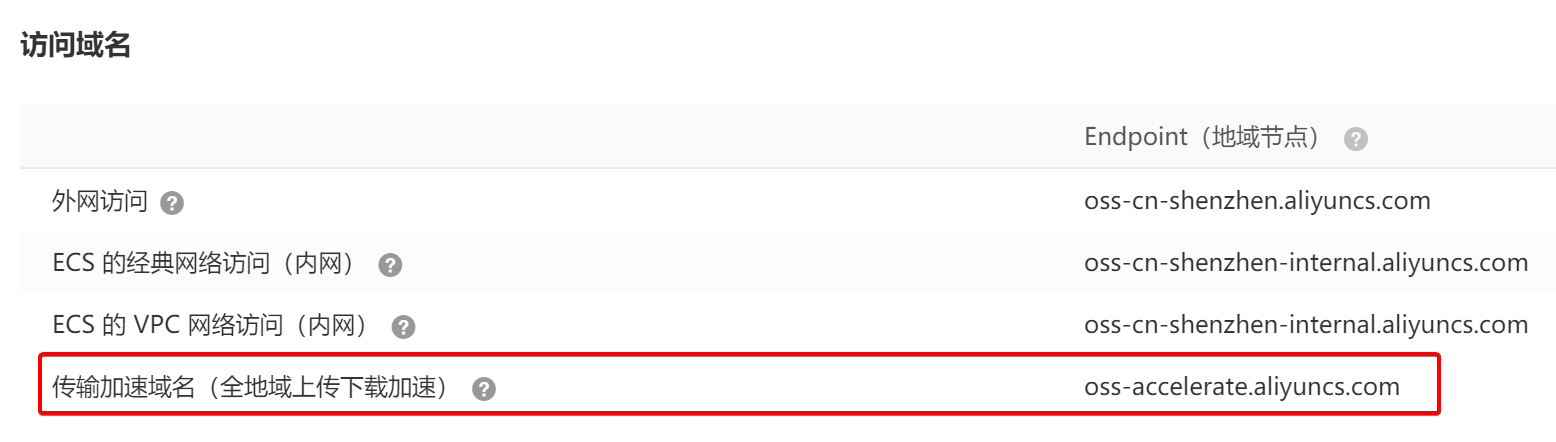 访问域名
Endpoint（地域节点） ?
外网访问 ? oss-cn-shenzhen.aliyuncs.com
ECS 的经典网络访问（内网） ? oss-cn-shenzhen-internal.aliyuncs.com
ECS 的 VPC 网络访问（内网） ? oss-cn-shenzhen-internal.aliyuncs.com
传输加速域名（全地域上传下载加速） ? oss-accelerate.aliyuncs.com